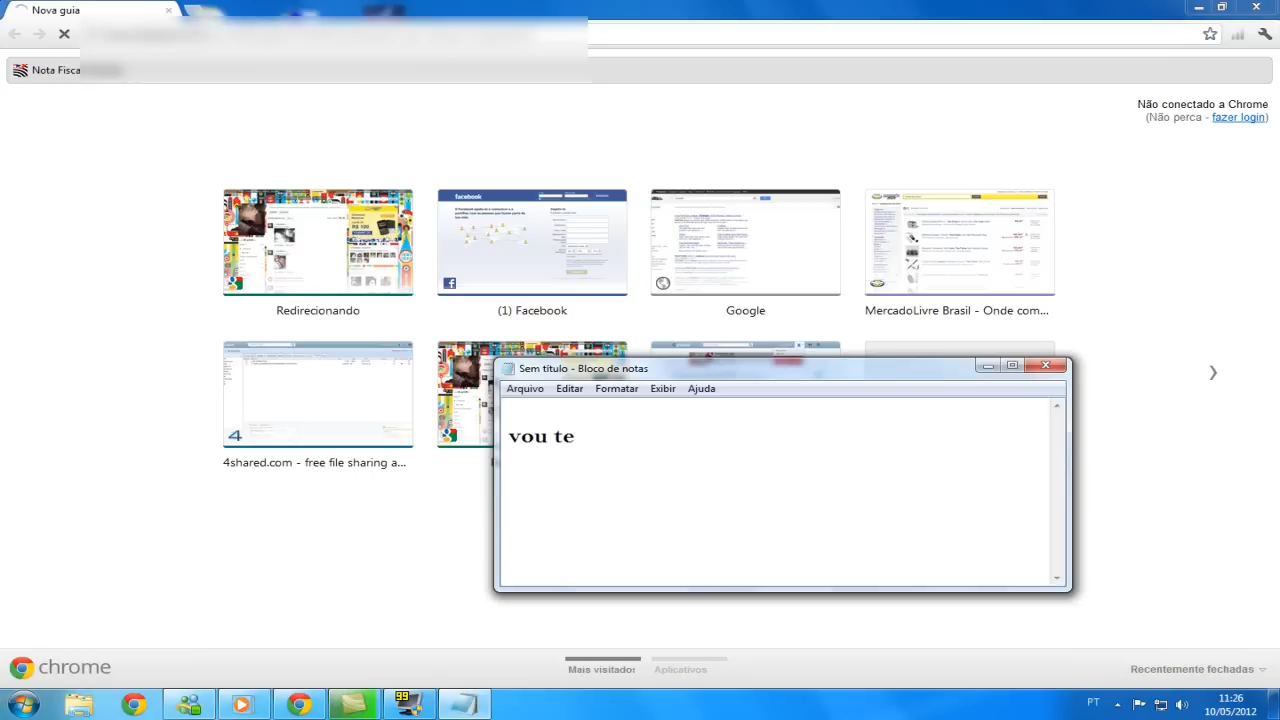 Nova guia
Nota Fisca
Não conectado a Chrome
(Não perca - fazer login)
facebook
Redirecionando
(1) Facebook
Google
MercadoLivre Brasil - Onde com...
4shared.com - free file sharing a...
Sem título - Bloco de notas
Arquivo Editar Formatar Exibir Ajuda
vou te
chrome
Mais visitados
Aplicativos
Recentemente fechadas
99
PT
11:26
10/05/2012